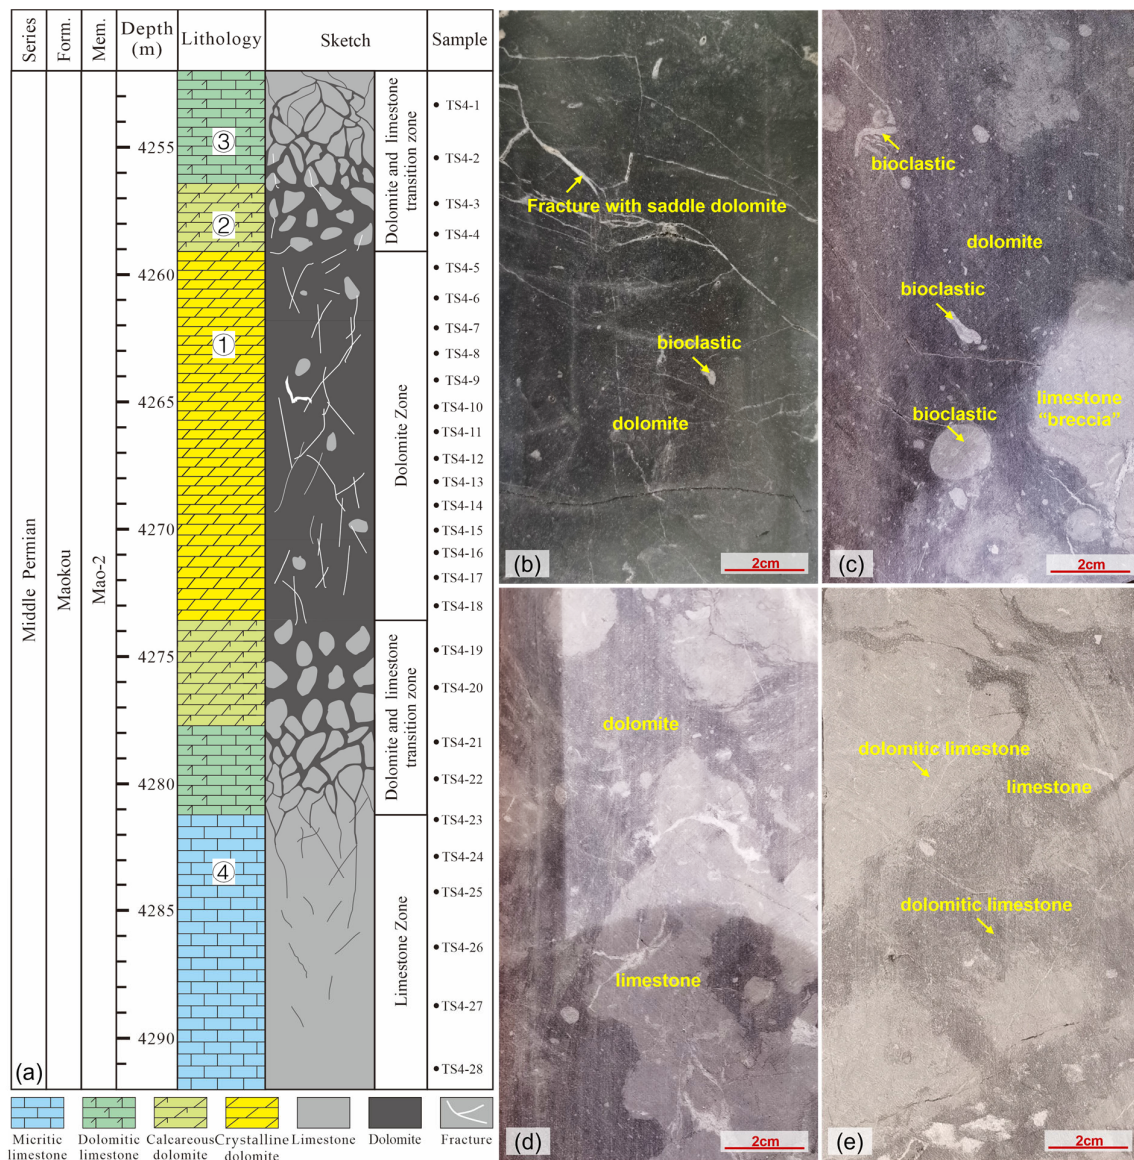 Series
Form.
Mem.
Depth
(m)
Lithology
Sketch
Sample
Middle Permian
Maokou
Mao-2
4255
4260
4265
4270
4275
4280
4285
4290
③
②
①
④
Dolomite and limestone
transition zone
Dolomite Zone
Dolomite and limestone
transition zone
Limestone Zone
TS4-1
TS4-2
TS4-3
TS4-4
TS4-5
TS4-6
TS4-7
TS4-8
TS4-9
TS4-10
TS4-11
TS4-12
TS4-13
TS4-14
TS4-15
TS4-16
TS4-17
TS4-18
TS4-19
TS4-20
TS4-21
TS4-22
TS4-23
TS4-24
TS4-25
TS4-26
TS4-27
TS4-28
(a)
Micritic
limestone
Dolomitic
limestone
Calcareous
dolomite
Crystalline
dolomite
Limestone
Dolomite
Fracture
Fracture with saddle dolomite
bioclastic
dolomite
(b)
2cm
bioclastic
dolomite
bioclastic
limestone
"breccia"
bioclastic
(c)
2cm
dolomite
limestone
(d)
2cm
dolomitic limestone
limestone
dolomitic limestone
(e)
2cm